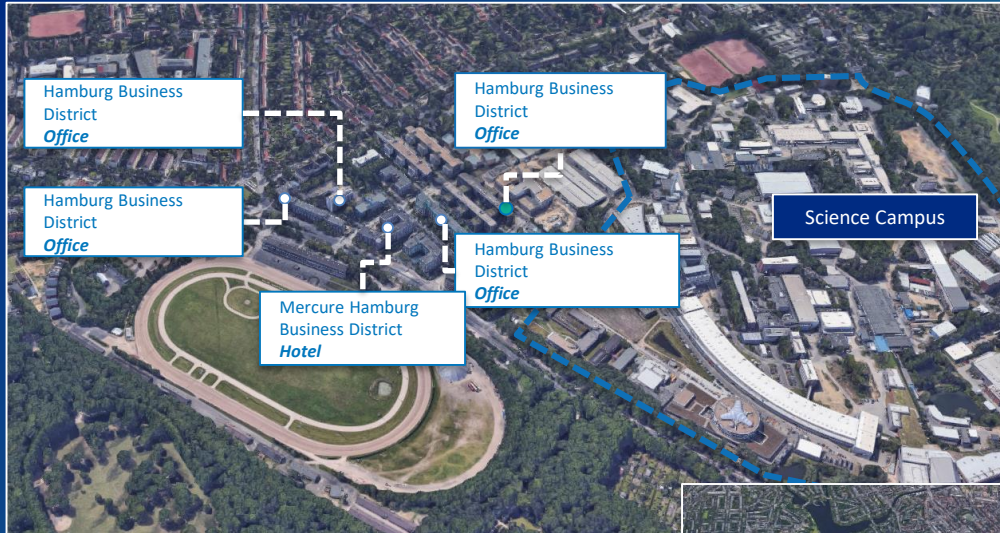 Hamburg Business
District
Office
Hamburg Business
District
Office
Hamburg Business
District
Office
Science Campus
Hamburg Business
District
Office
Mercure Hamburg
Business District
Hotel